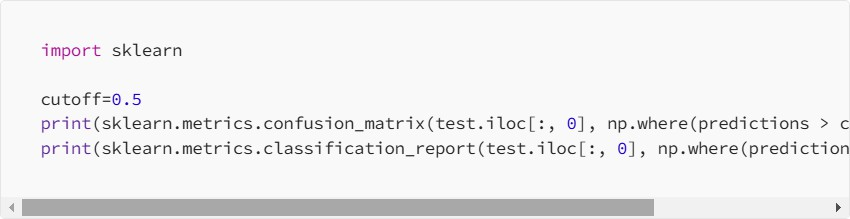 import sklearn
cutoff=0.5
print(sklearn.metrics.confusion_matrix(test.iloc[:, 0], np.where(predictions > c
print(sklearn.metrics.classification_report(test.iloc[:, 0], np.where(prediction